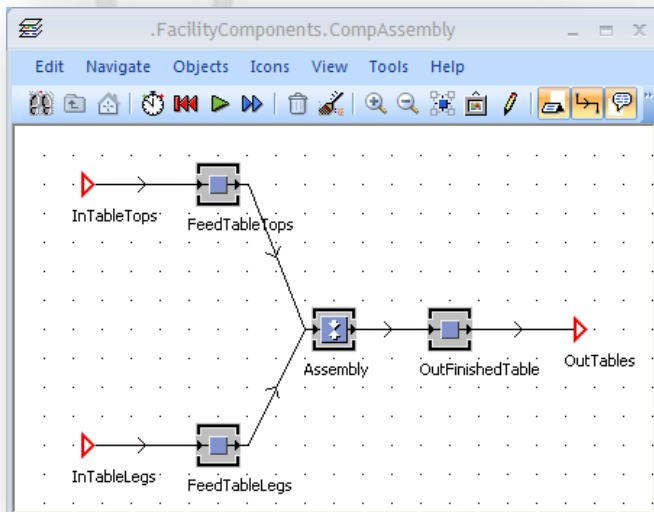 .FacilityComponents.CompAssembly
Edit Navigate Objects Icons View Tools Help
InTableTops
FeedTableTops
Assembly
OutFinishedTable
OutTables
InTableLegs
FeedTableLegs